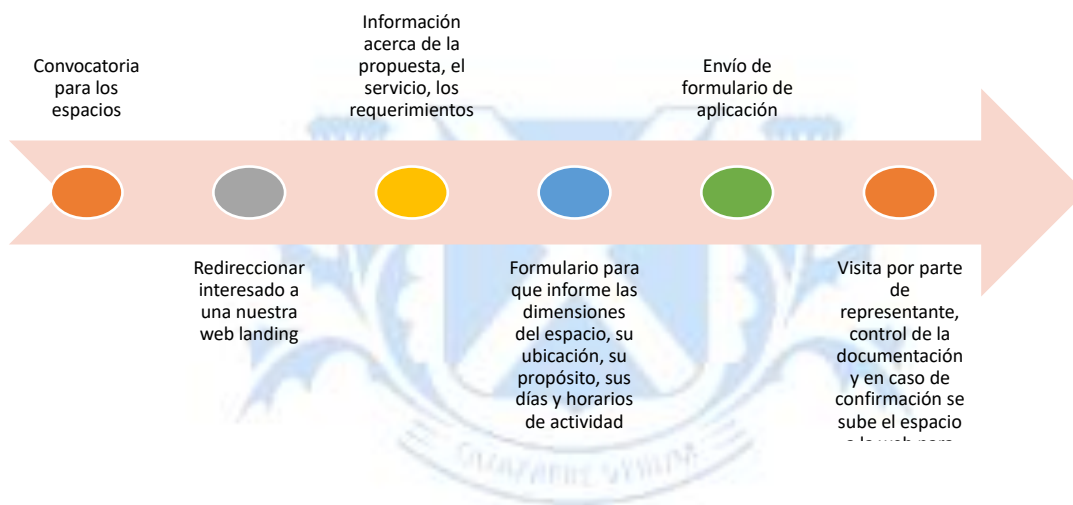 Convocatoria
para los
espacios
Redireccionar
interesado a
una nuestra
web landing
Información
acerca de la
propuesta, el
servicio, los
requerimientos
Formulario para
que informe las
dimensiones
del espacio, su
ubicación, su
propósito, sus
días y horarios
de actividad
Envío de
formulario de
aplicación
Visita por parte
de
representante,
control de la
documentación
y en caso de
confirmación se
sube el espacio
a la web para